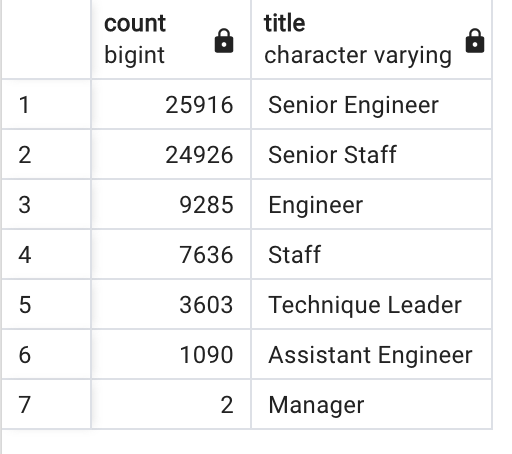 count title
bigint character varying
1 25916 Senior Engineer
2 24926 Senior Staff
3 9285 Engineer
4 7636 Staff
5 3603 Technique Leader
6 1090 Assistant Engineer
7 2 Manager